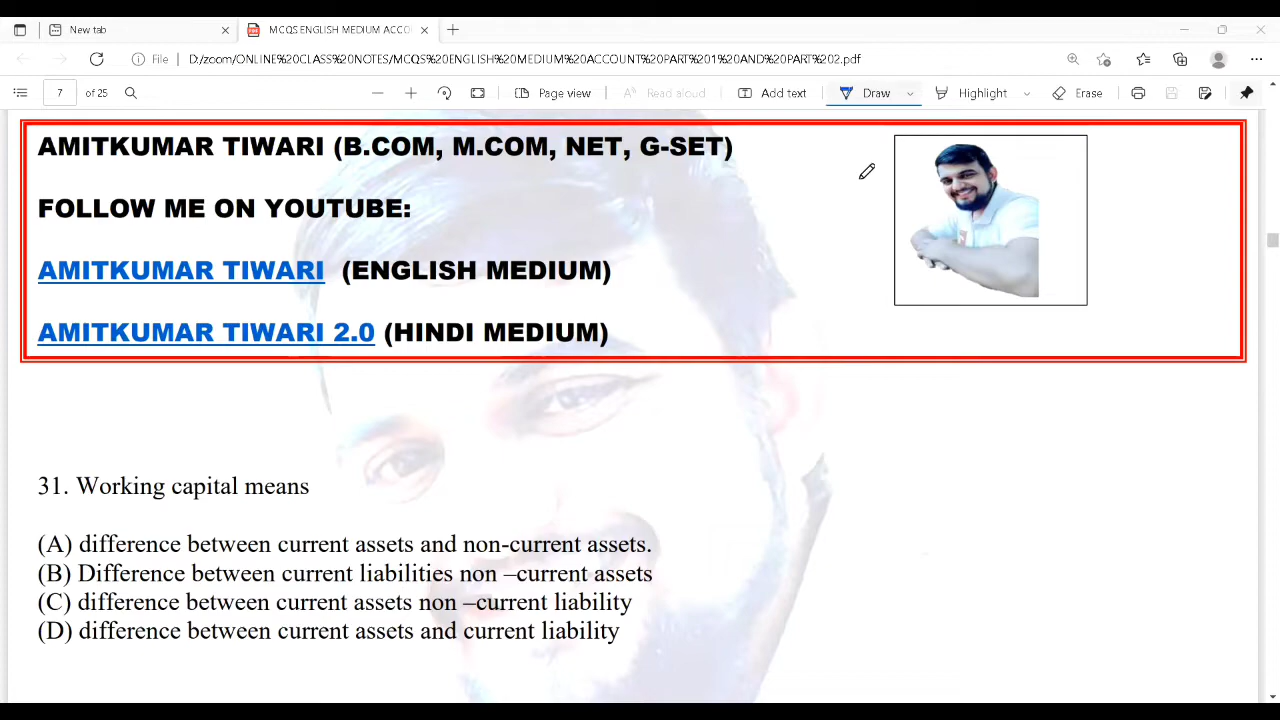 New tab
MCQS ENGLISH MEDIUM ACCO
File
D:/zoom/ONLINE%20CLASS%20NOTES/MCQS%20ENGLISH%20MEDIUM%20ACCOUNT%20PART%201%20AND%20PART%202.pdf
7 of 25
Page view
Read aloud
Add text
Draw
Highlight
Erase
AMITKUMAR TIWARI (B.COM, M.COM, NET, G-SET)
FOLLOW ME ON YOUTUBE:
AMITKUMAR TIWARI (ENGLISH MEDIUM)
AMITKUMAR TIWARI 2.0 (HINDI MEDIUM)
31. Working capital means
(A) difference between current assets and non-current assets.
(B) Difference between current liabilities non –current assets
(C) difference between current assets non –current liability
(D) difference between current assets and current liability